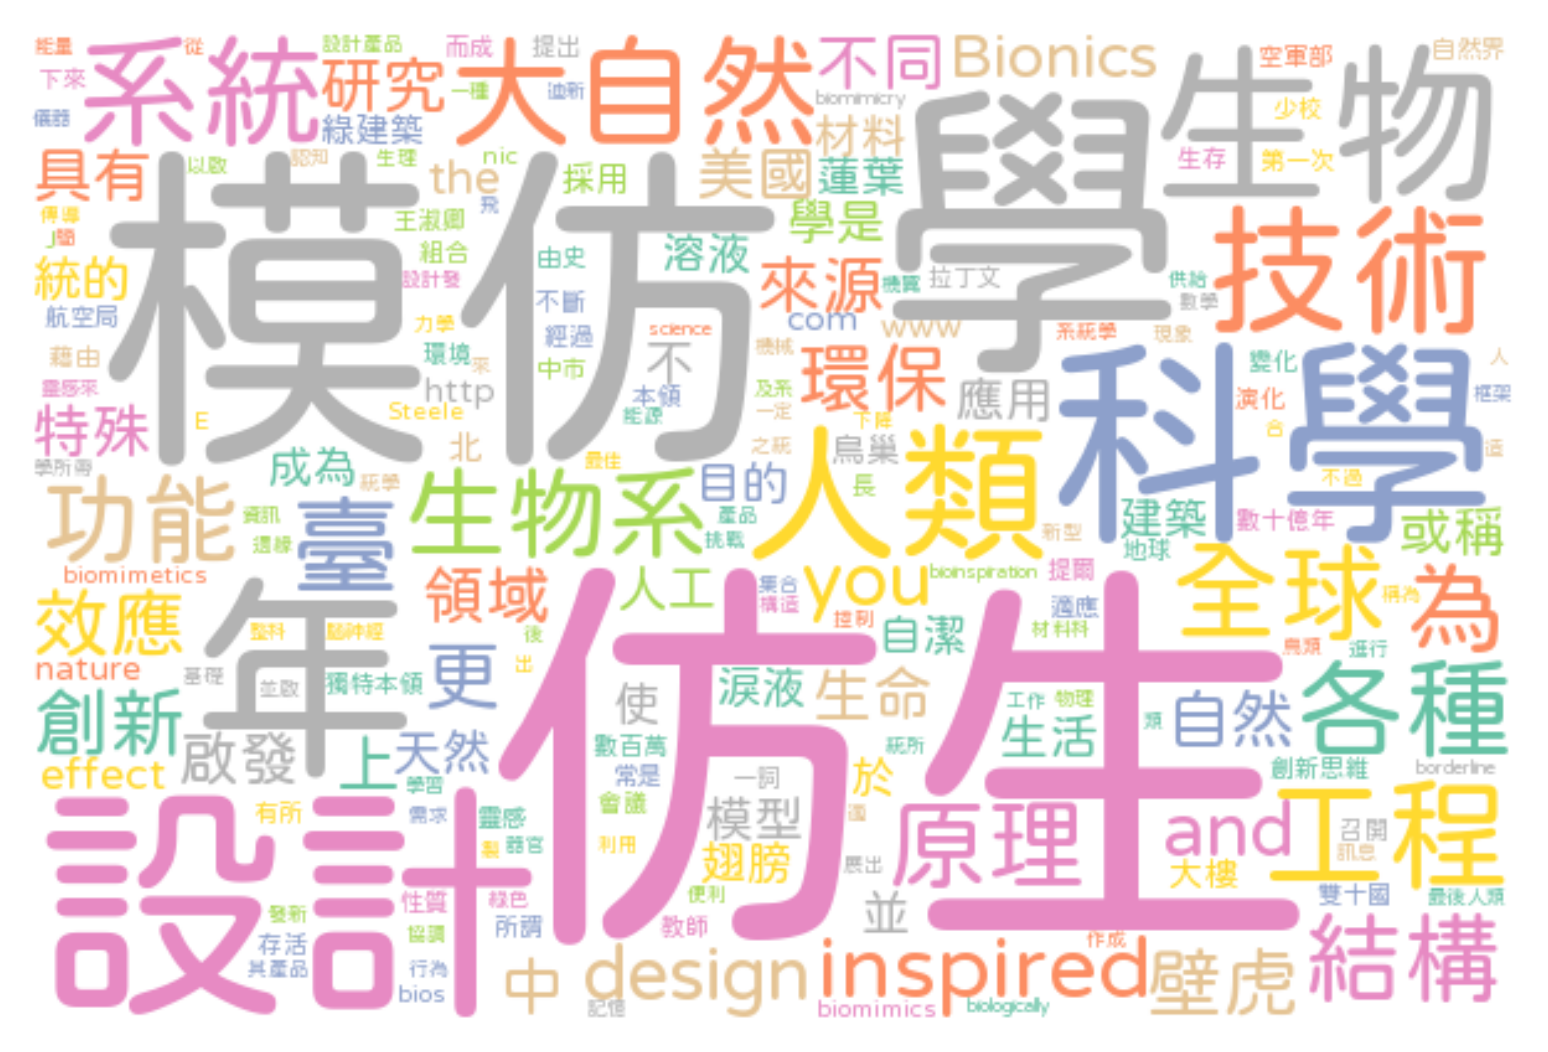 能量
系統
從
設計產品
而成
提出
大自然
不同
Bionics
生物
空軍部
自然界
下來
研究
一種
biomimicry
少校
儀器
綠建築
材料
具有
以啟
認知
生理
nic
the
採用
美國
蓮葉
學
生存
第一次
模仿
飛
傳導
王淑卿
學是
技術
組合
由史
溶液
統的
設計發
來源
機翼
拉丁文
供給
數學
航空局
不斷
力學
經過
science
com
www
系統學
現象
藉由
環境
來
中市
不
機械
環保
科學
變化
人
靈感來
http
本領
及系
應用
演化
框架
特殊
E
Steele
能源
一定
下降
合
北
之統
鳥巢
造
成為
統學
最佳
人類
不過
功能
生物系
目的
長
資訊
臺
產品
建築
數十億年
或稱
週緣
挑戰
新型
地球
biomimetics
領域
人工
集合
you
bioinspiration
提爾
全球
稱為
為
效應
年
構造
控制
適應
整科
腦神經
後
仿生
自潔
材料科
鳥類
進行
nature
基礎
更
出
並啟
獨特本領
使
淚液
生命
工作
物理
自然
各種
創新
類
啟發
上
天然
數百萬
統所
生活
effect
學習
常是
一詞
於
創新思維
borderline
設計
有所
需求
靈感
會議
模型
原理
and
工程
召開
訊息
製
器官
利用
翅膀
展出
大樓
性質
綠色
便利
並
雙十國
最後人類
發新
協調
所謂
教師
存活
作成
結構
其產品
行為
中
design
inspired
壁虎
bios
記憶
biomimics
biologically